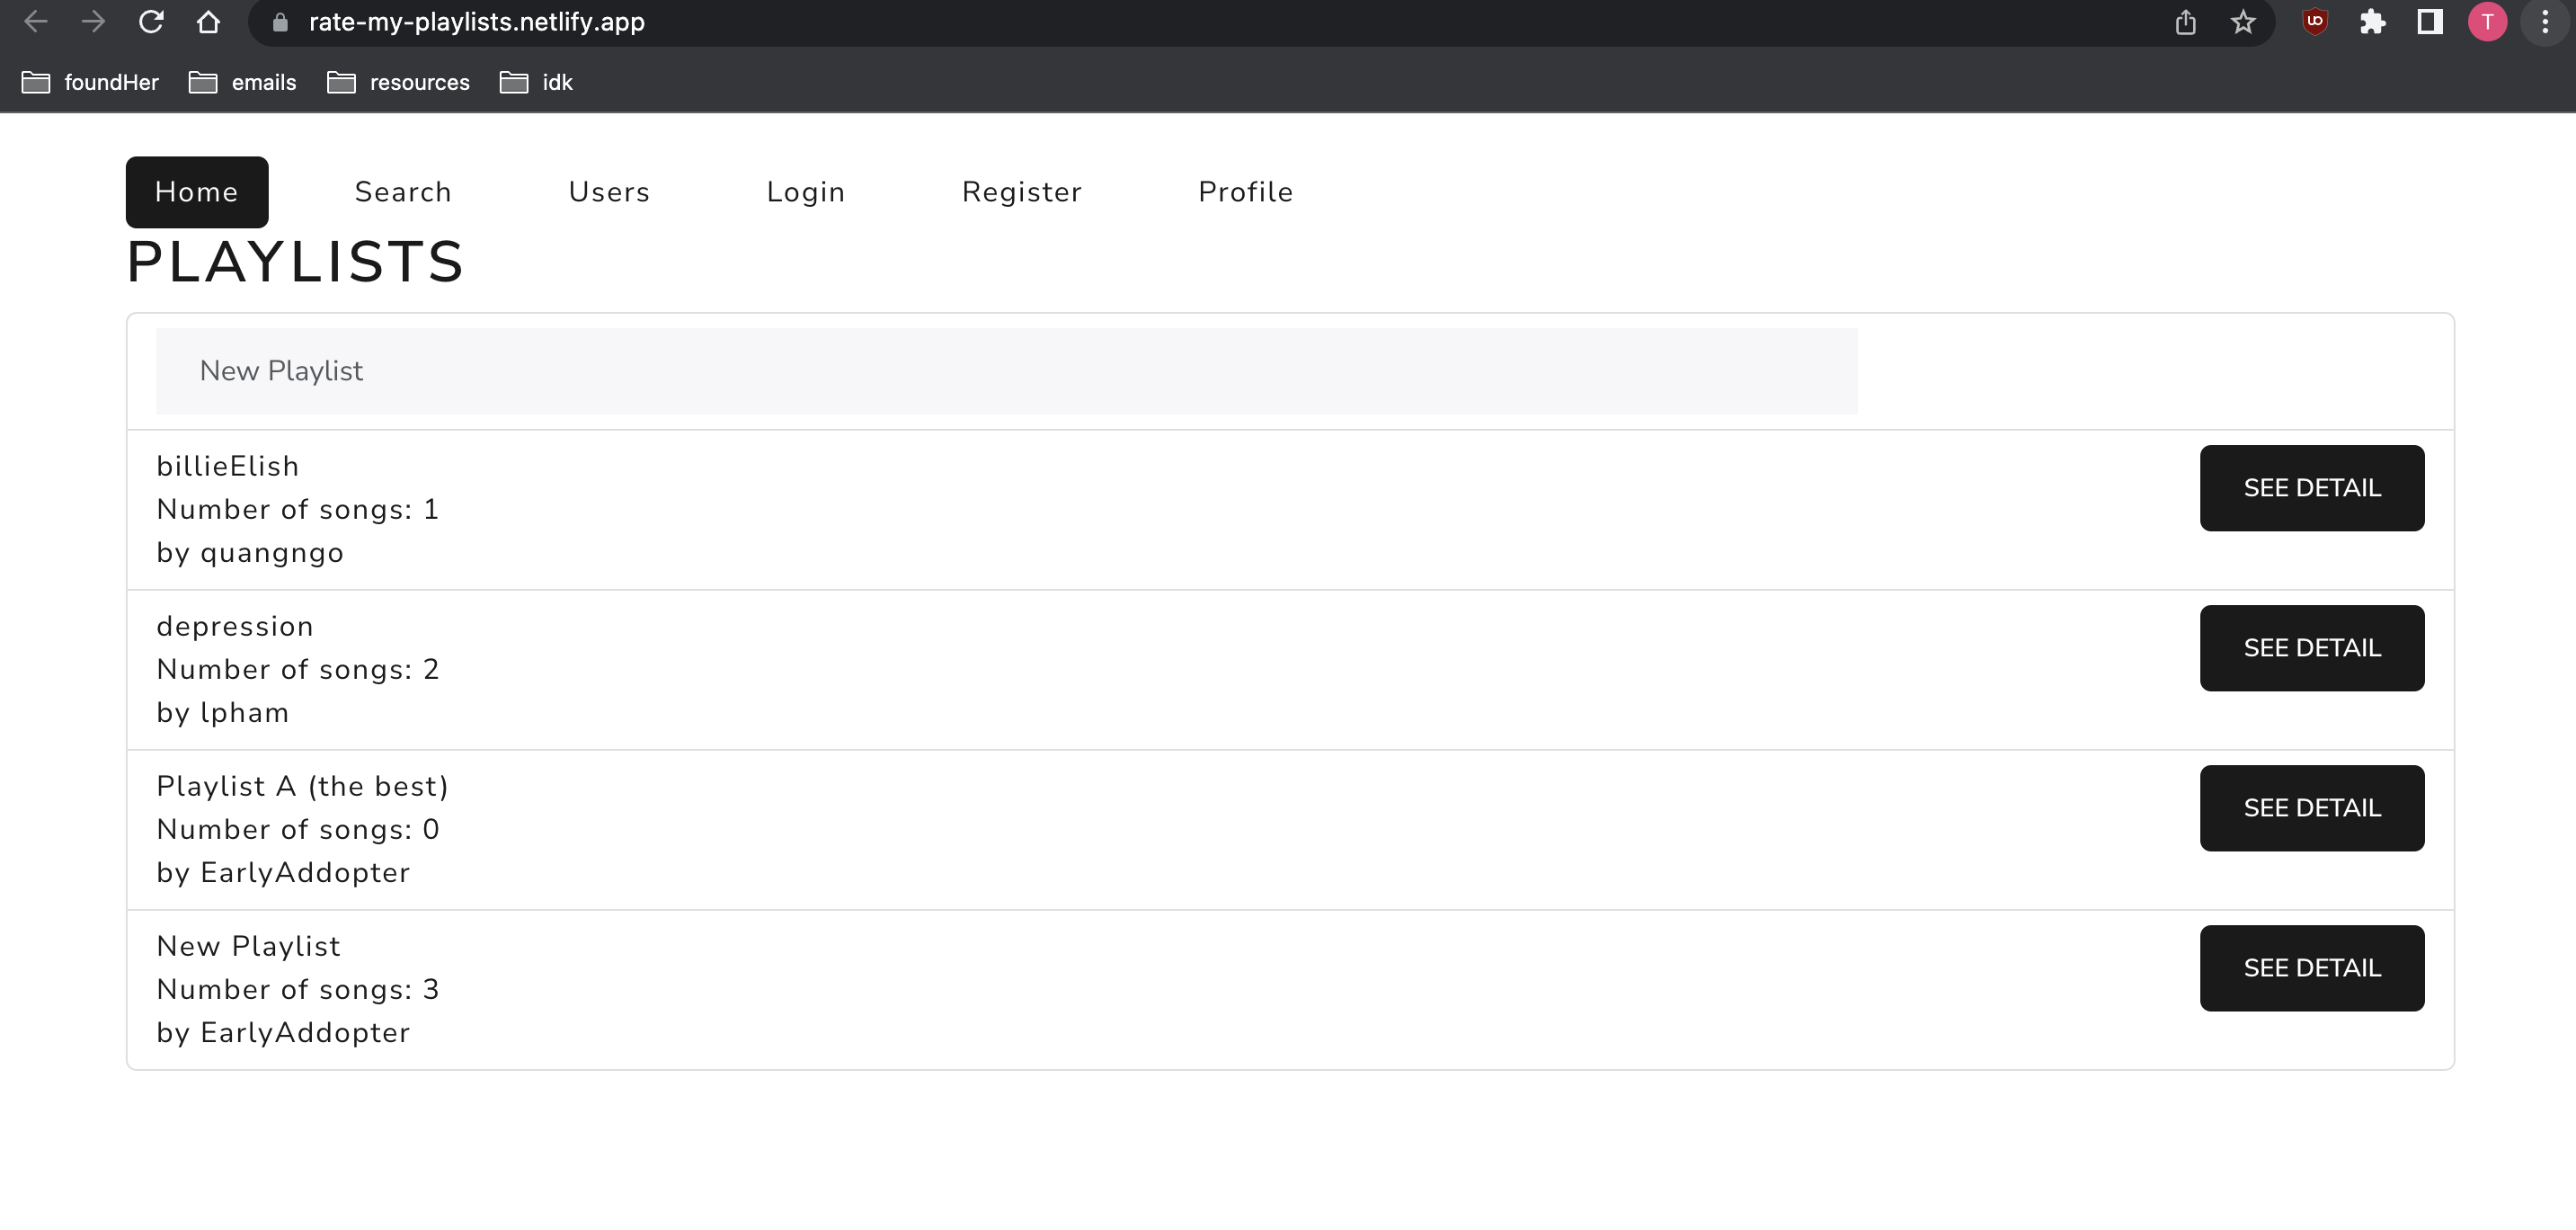 rate-my-playlists.netlify.app
T
foundHer emails resources idk
Home Search Users Login Register Profile
PLAYLISTS
New Playlist
billieElish
Number of songs: 1
by quangngo
SEE DETAIL
depression
Number of songs: 2
by lpham
SEE DETAIL
Playlist A (the best)
Number of songs: 0
by EarlyAddopter
SEE DETAIL
New Playlist
Number of songs: 3
by EarlyAddopter
SEE DETAIL